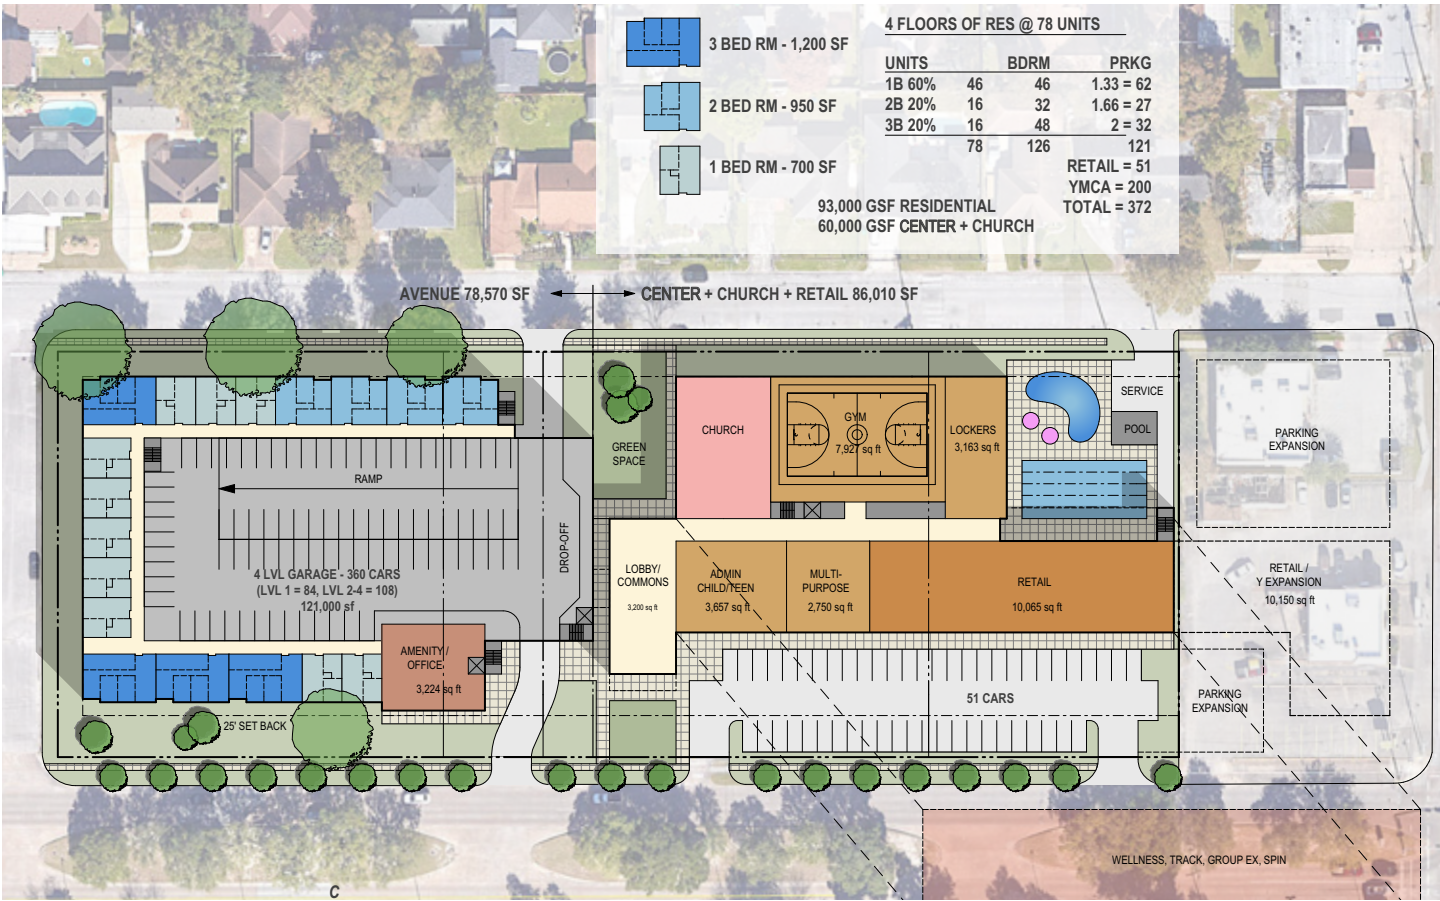 3 BED RM - 1,200 SF
2 BED RM - 950 SF
1 BED RM - 700 SF
4 FLOORS OF RES @ 78 UNITS
UNITS BDRM PRKG
1B 60% 46 46 1.33 = 62
2B 20% 16 32 1.66 = 27
3B 20% 16 48 2 = 32
78 126 121
RETAIL = 51
YMCA = 200
TOTAL = 372
93,000 GSF RESIDENTIAL
60,000 GSF CENTER + CHURCH
AVENUE 78,570 SF
CENTER + CHURCH + RETAIL 86,010 SF
RAMP
4 LVL GARAGE - 360 CARS
(LVL 1 = 84, LVL 2-4 = 108)
121,000 sf
DROP-OFF
GREEN
SPACE
CHURCH
GYM
7,927 sq ft
LOCKERS
3,163 sq ft
SERVICE
POOL
PARKING
EXPANSION
LOBBY/
COMMONS
3,200 sq ft
ADMIN
CHILD/TEEN
3,657 sq ft
MULTI-
PURPOSE
2,750 sq ft
RETAIL
10,065 sq ft
RETAIL /
Y EXPANSION
10,150 sq ft
AMENITY /
OFFICE
3,224 sq ft
25' SET BACK
51 CARS
PARKING
EXPANSION
WELLNESS, TRACK, GROUP EX, SPIN
C